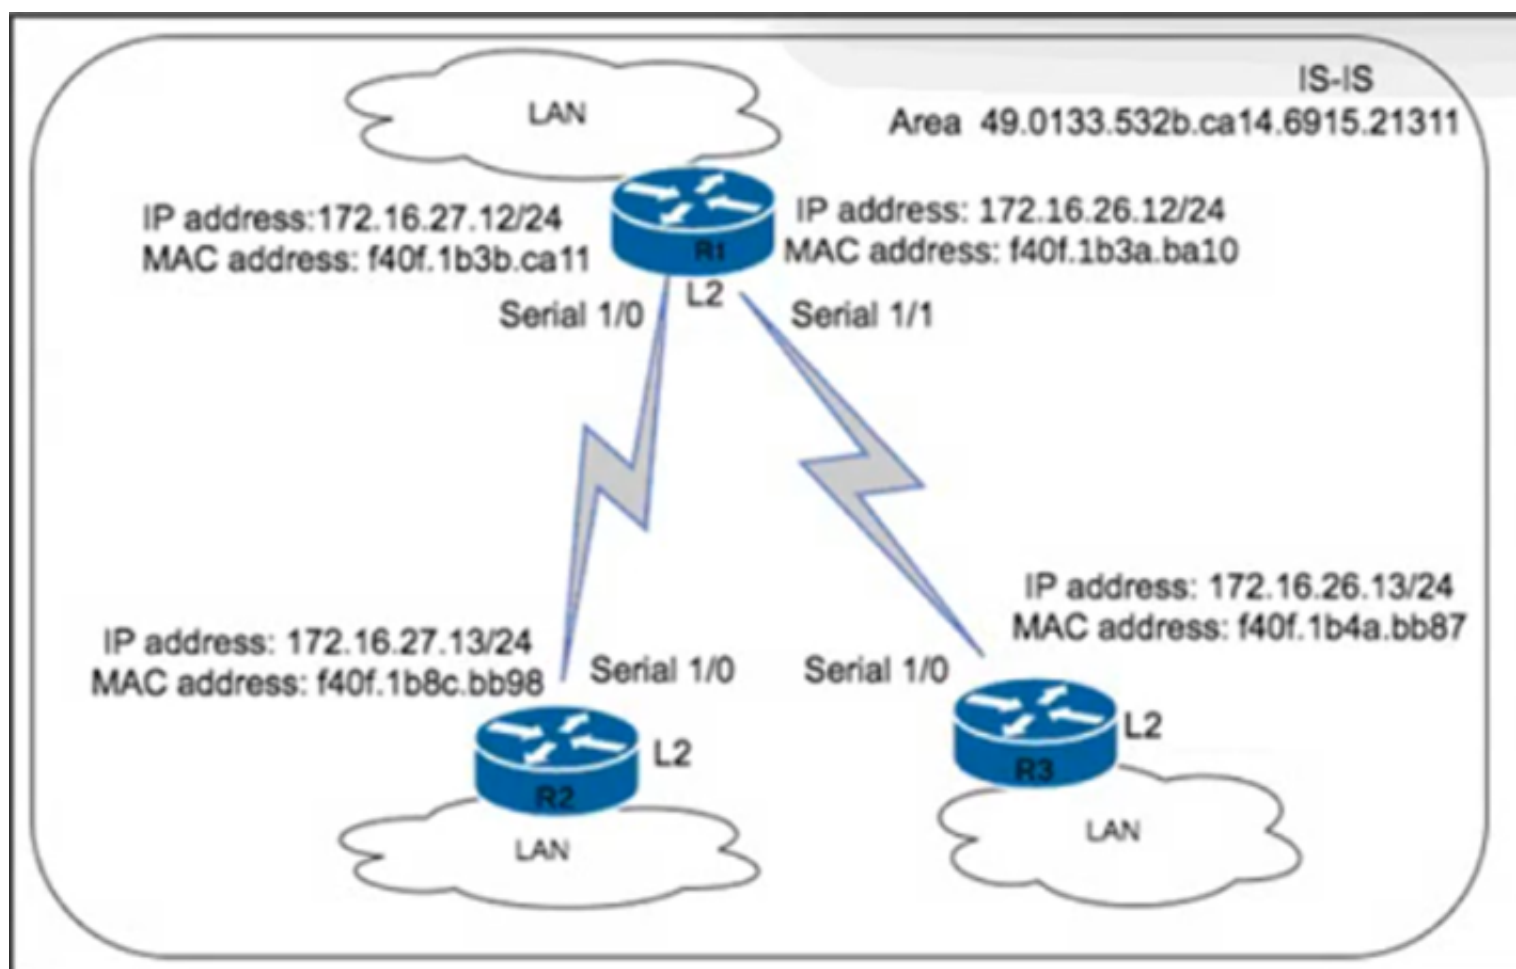 LAN
IS-IS
Area 49.0133.532b.ca14.6915.21311
IP address:172.16.27.12/24
MAC address: f40f.1b3b.ca11
IP address: 172.16.26.12/24
MAC address: f40f.1b3a.ba10
R1
L2
Serial 1/0
Serial 1/1
IP address: 172.16.27.13/24
MAC address: f40f.1b8c.bb98
Serial 1/0
R2
L2
LAN
IP address: 172.16.26.13/24
MAC address: f40f.1b4a.bb87
Serial 1/0
R3
L2
LAN